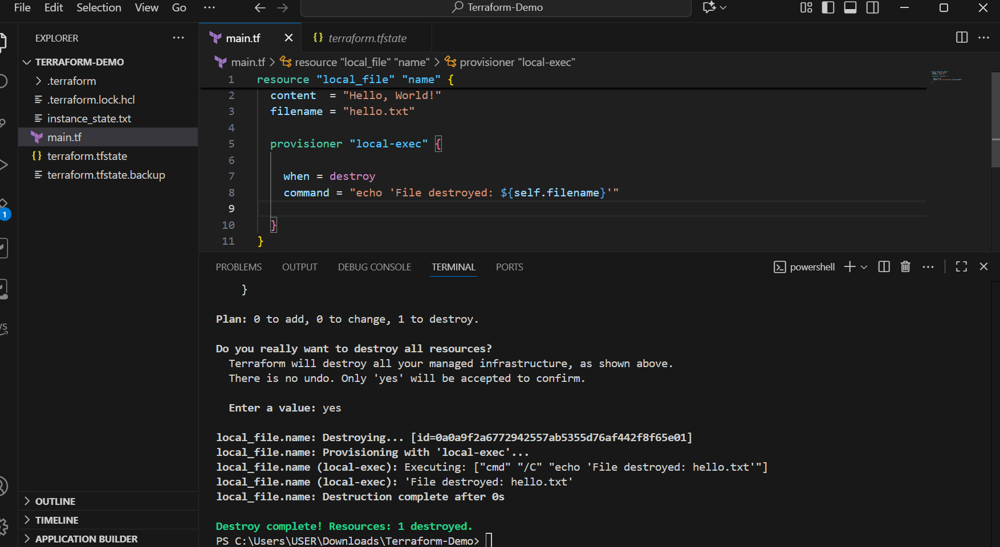 File Edit Selection View Go ··· Terraform-Demo
EXPLORER ···
TERRAFORM-DEMO
.terraform
.terraform.lock.hcl
instance_state.txt
main.tf
terraform.tfstate
terraform.tfstate.backup
OUTLINE
TIMELINE
APPLICATION BUILDER
1
main.tf
terraform.tfstate
main.tf > resource "local_file" "name" > provisioner "local-exec"
1 resource "local_file" "name" {
2 content  = "Hello, World!"
3 filename = "hello.txt"
4
5 provisioner "local-exec" {
6
7 when = destroy
8 command = "echo 'File destroyed: ${self.filename}'"
9
10 }
11 }
PROBLEMS OUTPUT DEBUG CONSOLE TERMINAL PORTS powershell
}
Plan: 0 to add, 0 to change, 1 to destroy.
Do you really want to destroy all resources?
Terraform will destroy all your managed infrastructure, as shown above.
There is no undo. Only 'yes' will be accepted to confirm.
Enter a value: yes
local_file.name: Destroying... [id=0a0a9f2a6772942557ab5355d76af442f8f65e01]
local_file.name: Provisioning with 'local-exec'...
local_file.name (local-exec): Executing: ["cmd" "/C" "echo 'File destroyed: hello.txt'"]
local_file.name (local-exec): 'File destroyed: hello.txt'
local_file.name: Destruction complete after 0s
Destroy complete! Resources: 1 destroyed.
PS C:\Users\USER\Downloads\Terraform-Demo>